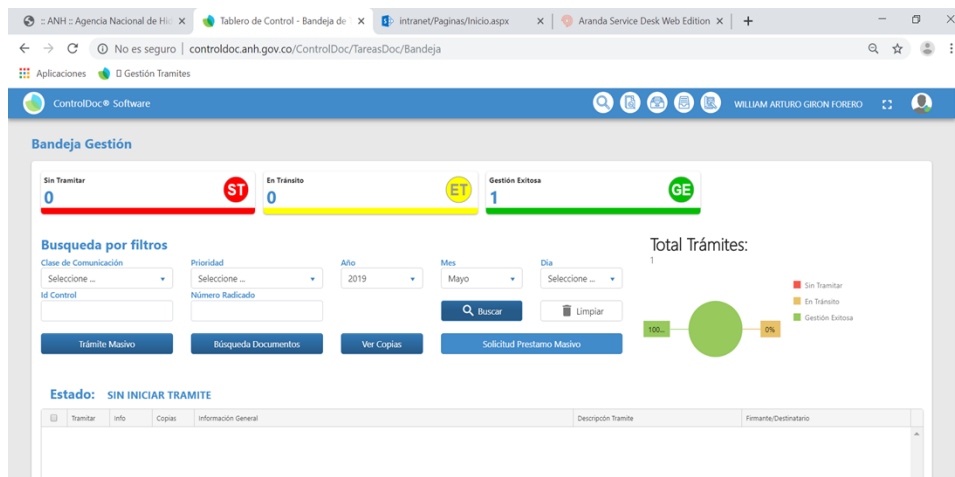 :: ANH :: Agencia Nacional de Hid
Tablero de Control - Bandeja de
intranet/Paginas/Inicio.aspx
Aranda Service Desk Web Edition
No es seguro | controldoc.anh.gov.co/ControlDoc/TareasDoc/Bandeja
Aplicaciones Gestión Tramites
ControlDoc® Software WILLIAM ARTURO GIRON FORERO
Bandeja Gestión
Sin Tramitar En Tránsito Gestión Exitosa
0 ST 0 ET 1 GE
Busqueda por filtros Total Trámites:
Clase de Comunicación Prioridad Año Mes Dia 1
Seleccione ... Seleccione ... 2019 Mayo Seleccione ...
Sin Tramitar
Id Control Número Radicado
En Tránsito
Buscar Limpiar Gestión Exitosa
100... 0%
Trámite Masivo Búsqueda Documentos Ver Copias Solicitud Prestamo Masivo
Estado: SIN INICIAR TRAMITE
Tramitar Info Copias Información General Descripcón Tramite Firmante/Destinatario